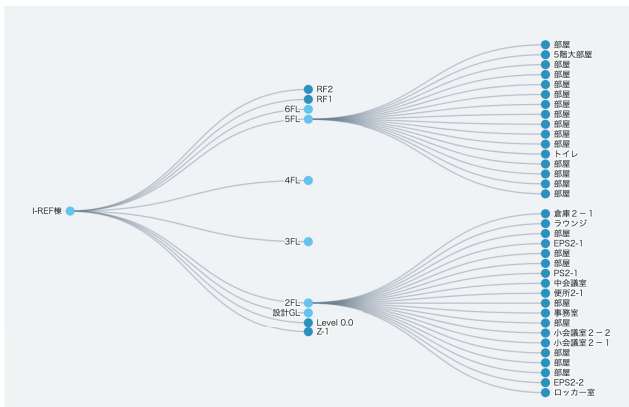 I-REF棟
RF2
RF1
6FL
5FL
4FL
3FL
2FL
設計GL
Level 0.0
Z-1
部屋
5階大部屋
部屋
部屋
部屋
部屋
部屋
部屋
部屋
部屋
部屋
トイレ
部屋
部屋
部屋
部屋
倉庫２－１
ラウンジ
部屋
EPS2-1
部屋
部屋
PS2-1
中会議室
便所2-1
部屋
事務室
部屋
小会議室２－２
小会議室２－１
部屋
部屋
部屋
EPS2-2
ロッカー室